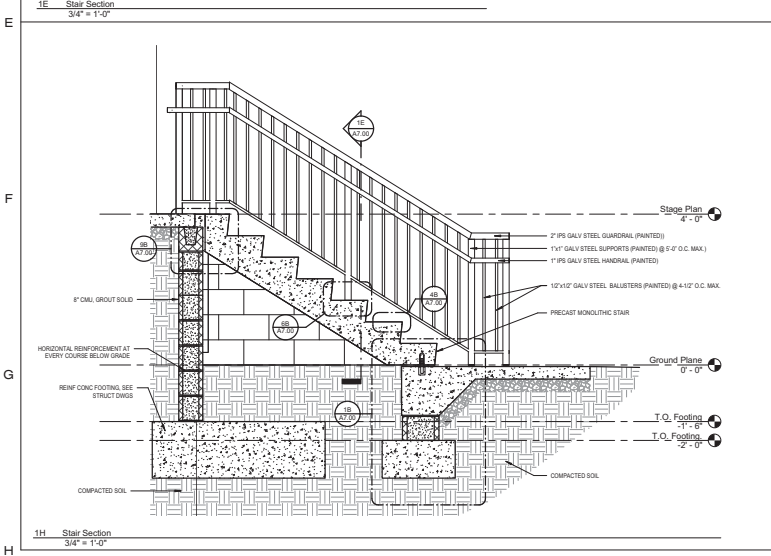 1E Stair Section
3/4" = 1'-0"
E
1E
A7.00
F
Stage Plan
4' - 0"
2" IPS GALV STEEL GUARDRAIL (PAINTED))
1"x1" GALV STEEL SUPPORTS (PAINTED) @ 5'-0" O.C. MAX.)
1" IPS GALV STEEL HANDRAIL (PAINTED)
9B
A7.00
1/2"x1/2" GALV STEEL BALUSTERS (PAINTED) @ 4-1/2" O.C. MAX.
8" CMU, GROUT SOLID
4B
A7.00
PRECAST MONOLITHIC STAIR
6B
A7.00
HORIZONTAL REINFORCEMENT AT
EVERY COURSE BELOW GRADE
Ground Plane
0' - 0"
G
REINF CONC FOOTING, SEE
STRUCT DWGS
1B
A7.00
T.O. Footing
-1' - 6"
T.O. Footing.
-2' - 0"
COMPACTED SOIL
COMPACTED SOIL
1H Stair Section
3/4" = 1'-0"
H